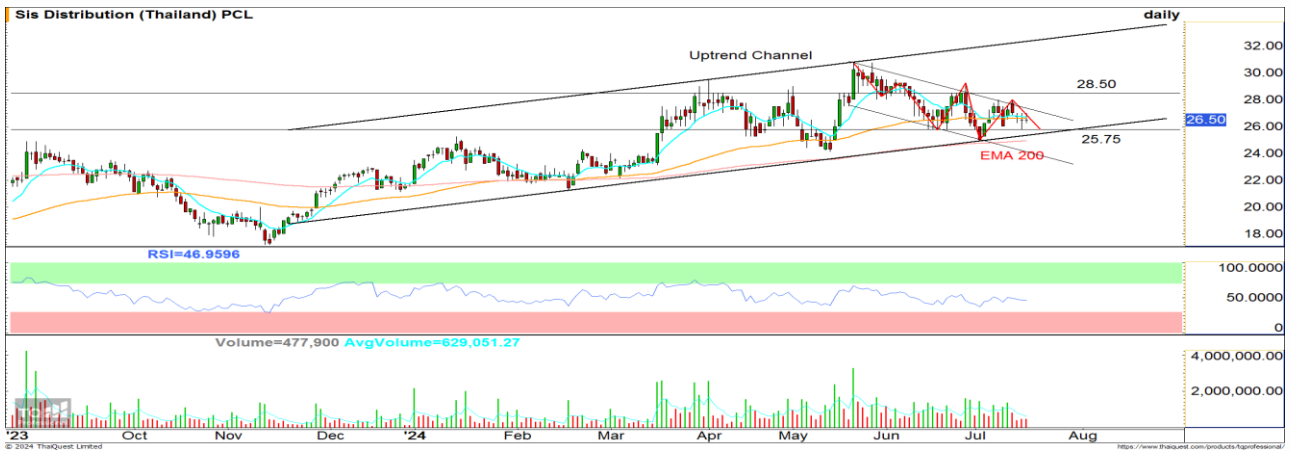 Sis Distribution (Thailand) PCL daily
Uptrend Channel
32.00
30.00
28.50
28.00
26.50
26.00
25.75
EMA 200
24.00
22.00
20.00
18.00
RSI=46.9596
100.0000
50.0000
0
Volume=477,900 AvgVolume=629,051.27
4,000,000.00
2,000,000.00
'23 Oct Nov Dec '24 Feb Mar Apr May Jun Jul Aug
© 2024 ThaiQuest Limited https://www.thaiquest.com/products/tqprofessional/